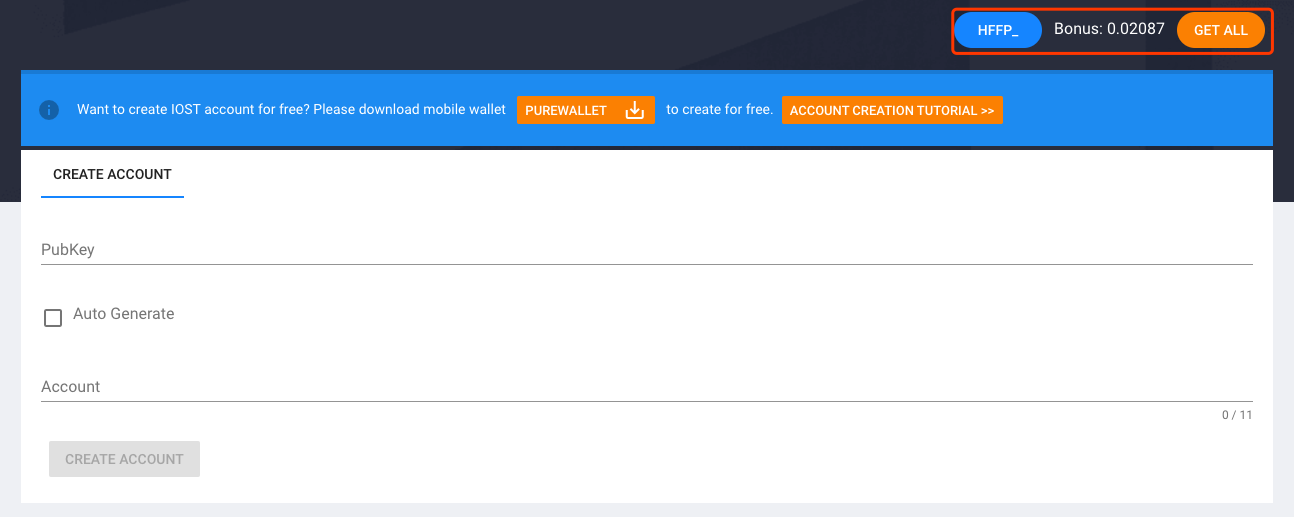 HFFP_ Bonus: 0.02087 GET ALL
Want to create IOST account for free? Please download mobile wallet PUREWALLET to create for free. ACCOUNT CREATION TUTORIAL >>
CREATE ACCOUNT
PubKey
Auto Generate
Account
0 / 11
CREATE ACCOUNT